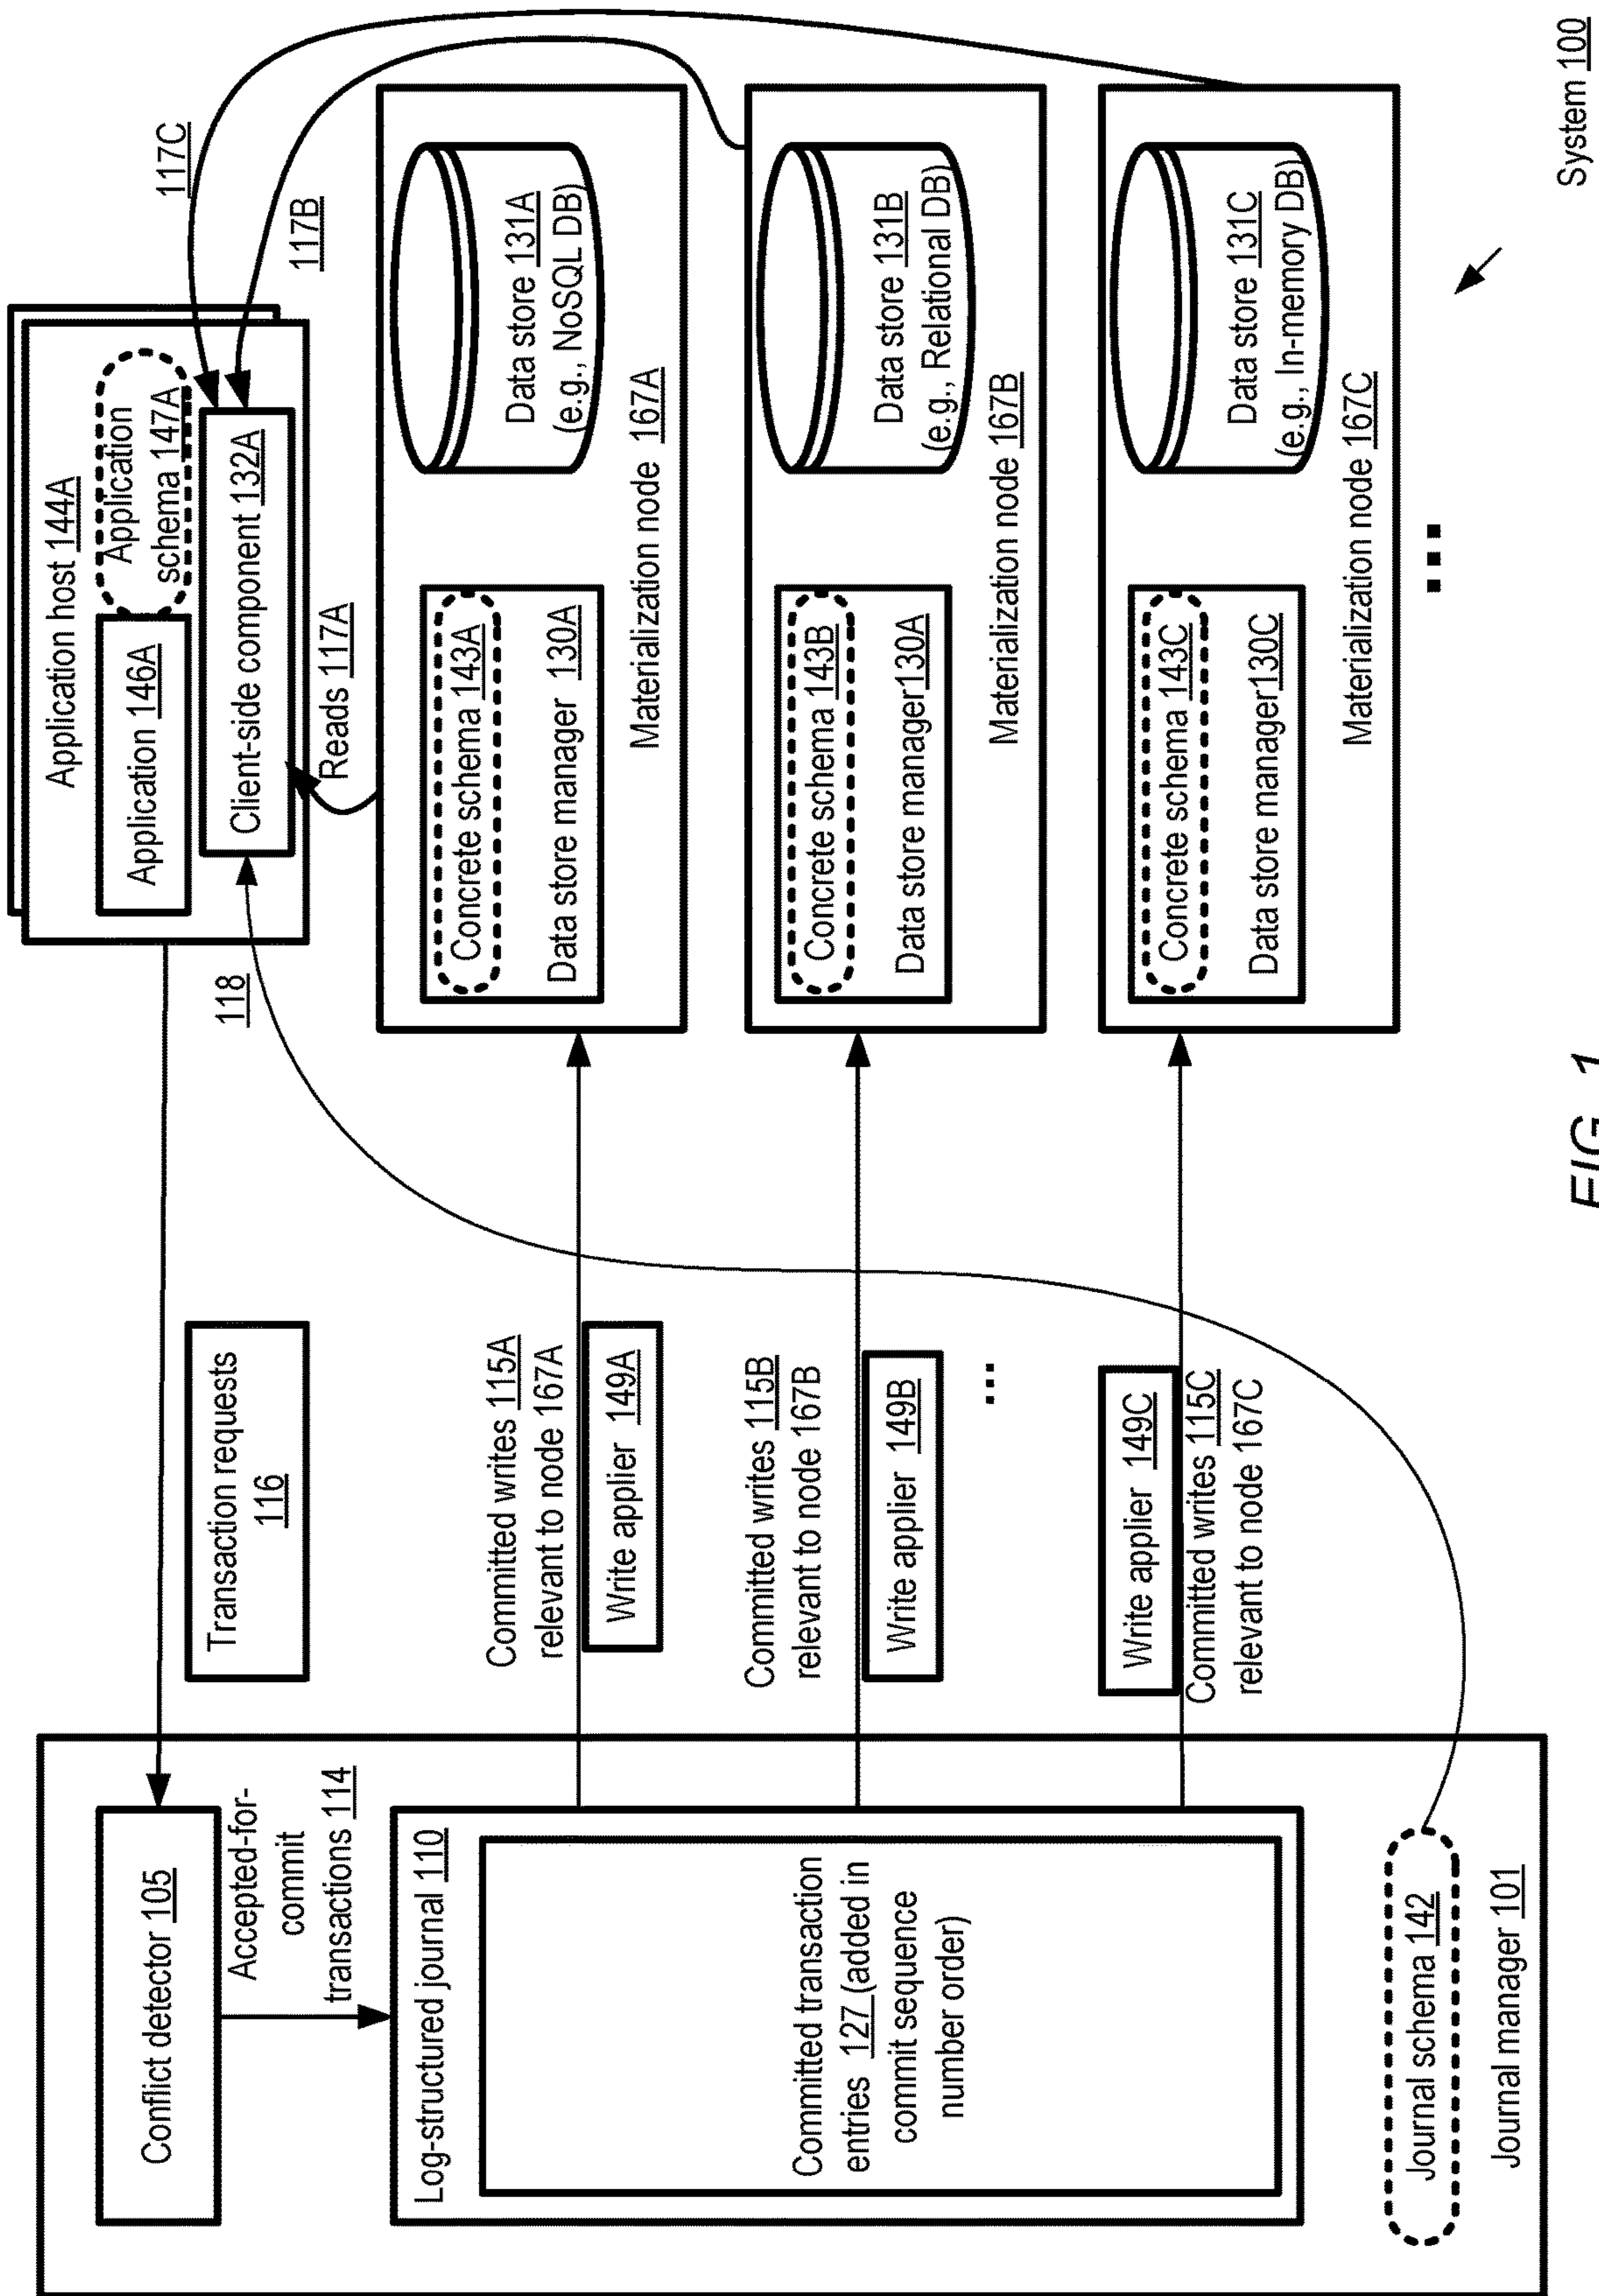 Conflict detector 105
Accepted-for-
commit
transactions 114
Log-structured journal 110
Committed transaction
entries 127 (added in
commit sequence
number order)
Journal schema 142
Journal manager 101
Transaction requests
116
Committed writes 115A
relevant to node 167A
Write applier 149A
Committed writes 115B
relevant to node 167B
Write applier 149B
...
Write applier 149C
Committed writes 115C
relevant to node 167C
118
Application host 144A
Application 146A
Application
schema 147A
Client-side component 132A
Reads 117A
117B
117C
Concrete schema 143A
Data store manager 130A
Data store 131A
(e.g., NoSQL DB)
Materialization node 167A
Concrete schema 143B
Data store manager130A
Data store 131B
(e.g., Relational DB)
Materialization node 167B
Concrete schema 143C
Data store manager130C
Data store 131C
(e.g., In-memory DB)
Materialization node 167C
...
System 100
FIG. 1